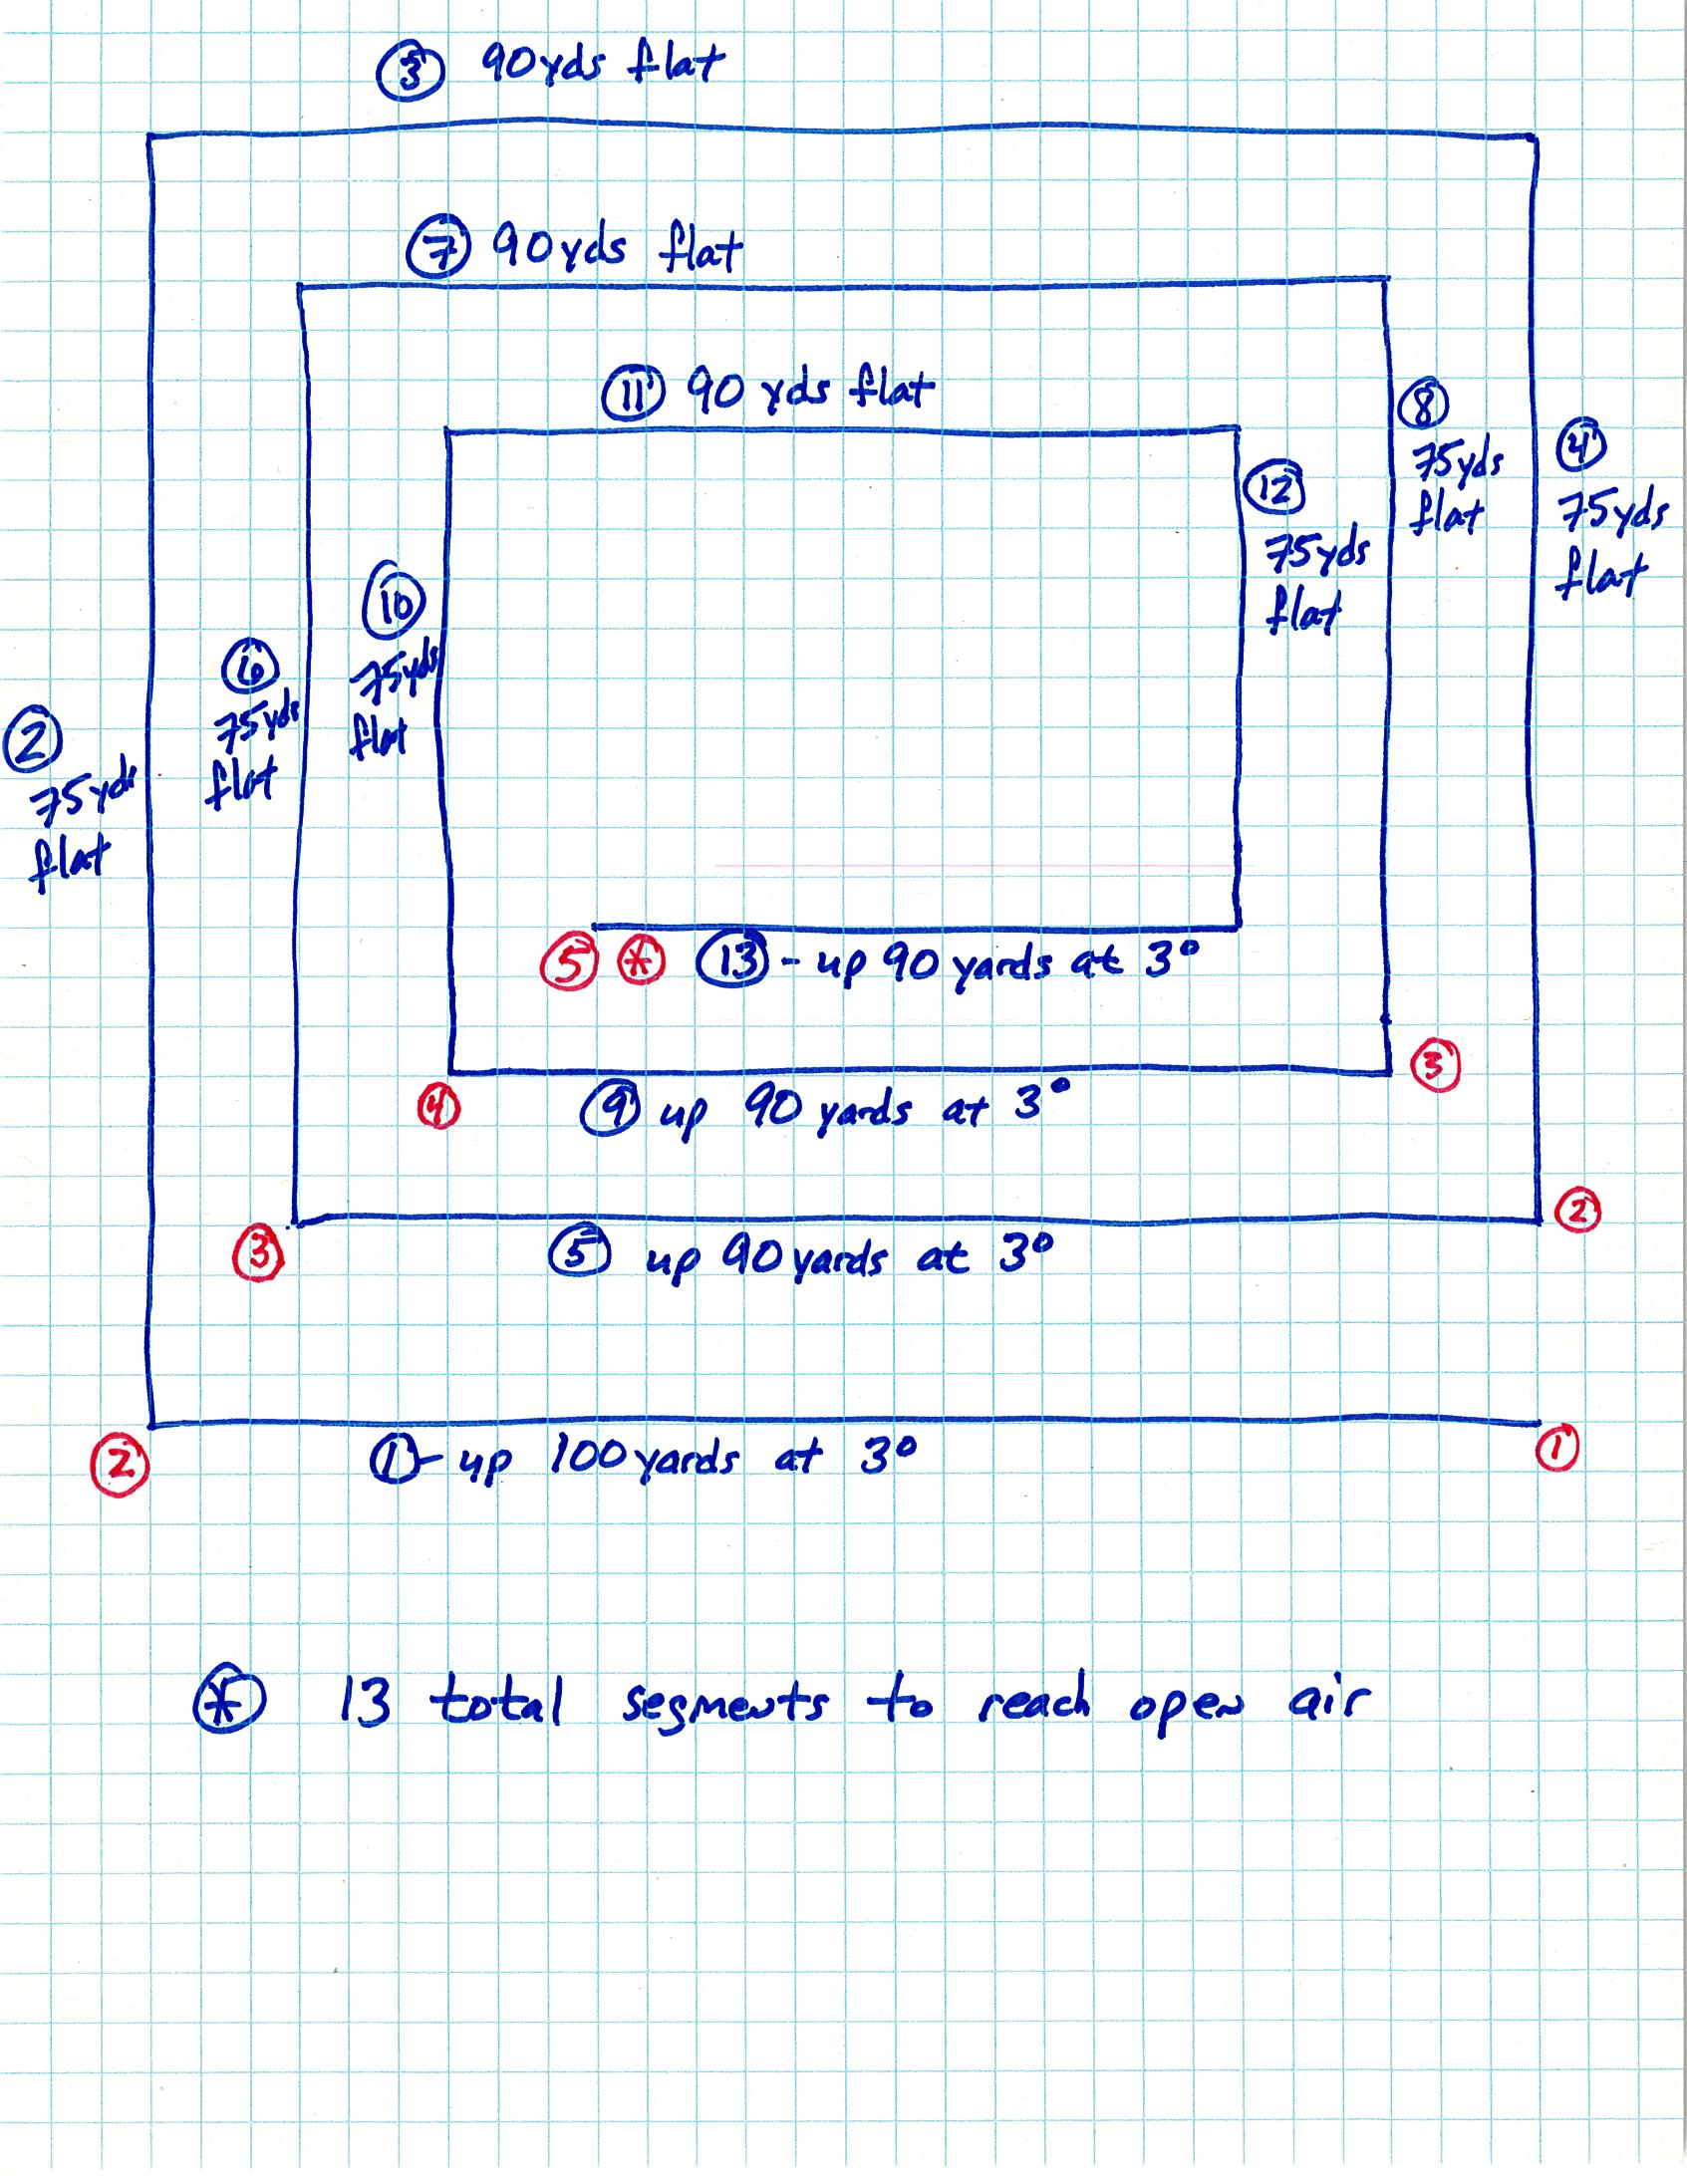 ③ 90yds flat
⑦ 90yds flat
⑪ 90 yds flat
⑧
75yds
flat
④
75yds
flat
⑫
75yds
flat
⑩
75yds
flat
⑥
75yds
flat
②
75yds
flat
⑤ * ⑬ - up 90 yards at 3°
③
④ ⑨ up 90 yards at 3°
②
③ ⑤ up 90 yards at 3°
① 
② ① - up 100 yards at 3°
* 13 total segments to reach open air